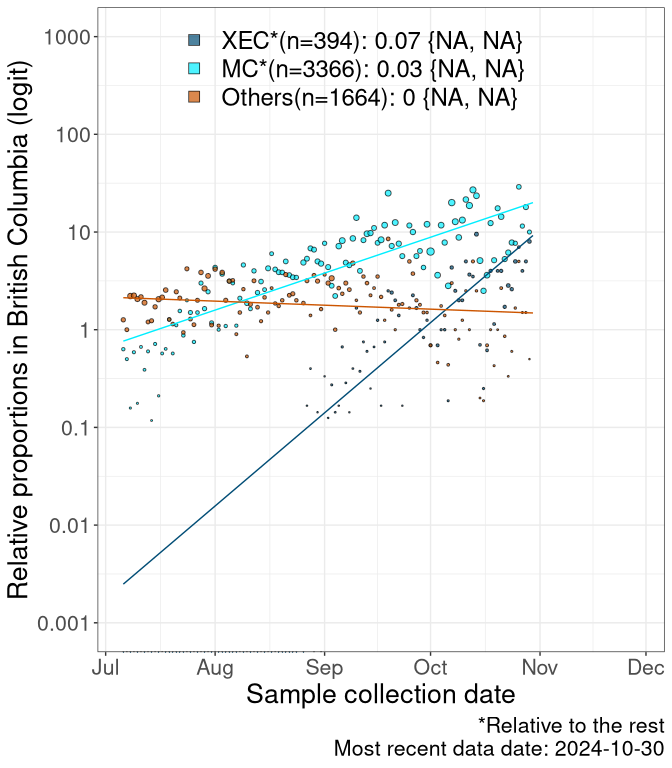 XEC*(n=394): 0.07 {NA, NA}
MC*(n=3366): 0.03 {NA, NA}
Others(n=1664): 0 {NA, NA}
Relative proportions in British Columbia (logit)
1000
100
10
1
0.1
0.01
0.001
Jul Aug Sep Oct Nov Dec
Sample collection date
*Relative to the rest
Most recent data date: 2024-10-30